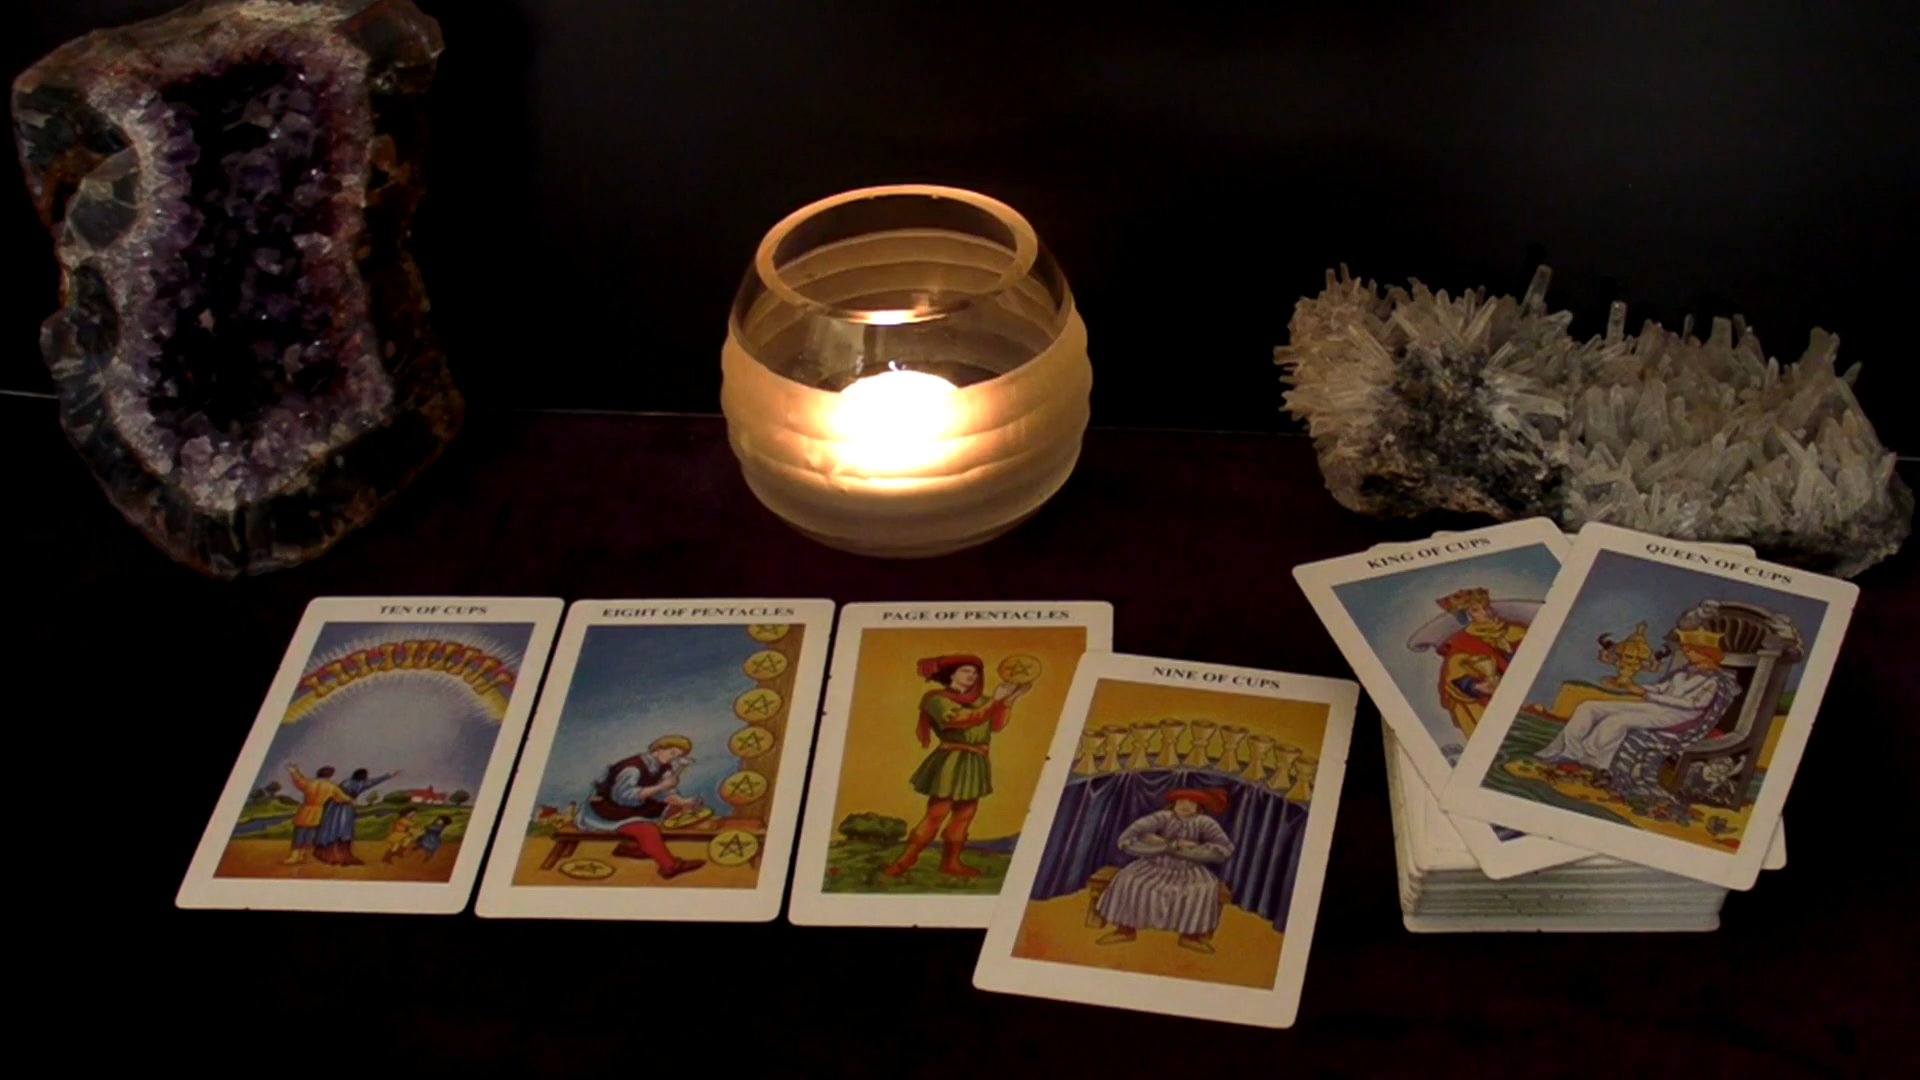 TEN OF CUPS
EIGHT OF PENTACLES
PAGE OF PENTACLES
NINE OF CUPS
KING OF CUPS
QUEEN OF CUPS